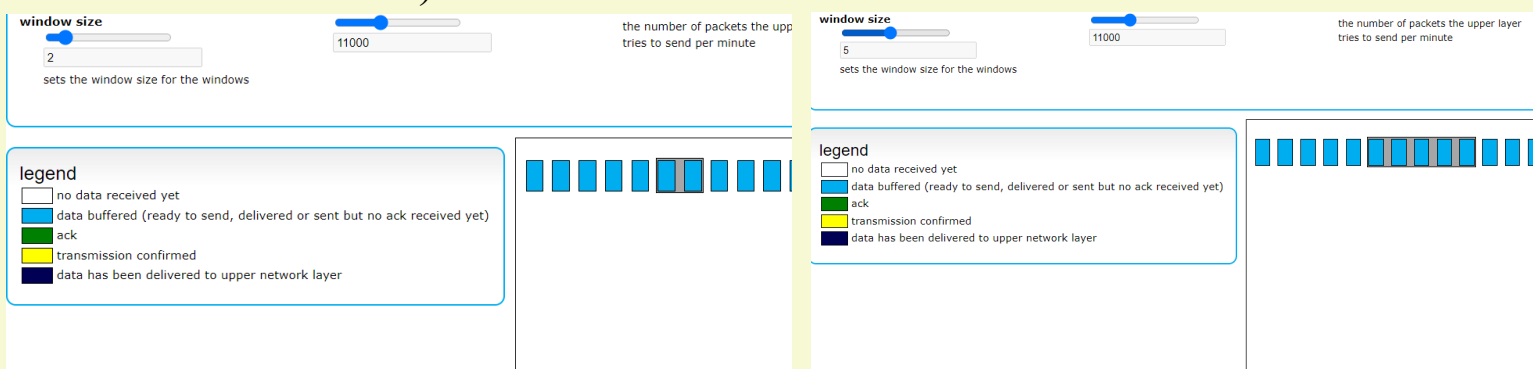 window size
2
sets the window size for the windows
11000
the number of packets the upp
tries to send per minute
legend
no data received yet
data buffered (ready to send, delivered or sent but no ack received yet)
ack
transmission confirmed
data has been delivered to upper network layer
window size
5
sets the window size for the windows
11000
the number of packets the upper layer
tries to send per minute
legend
no data received yet
data buffered (ready to send, delivered or sent but no ack received yet)
ack
transmission confirmed
data has been delivered to upper network layer